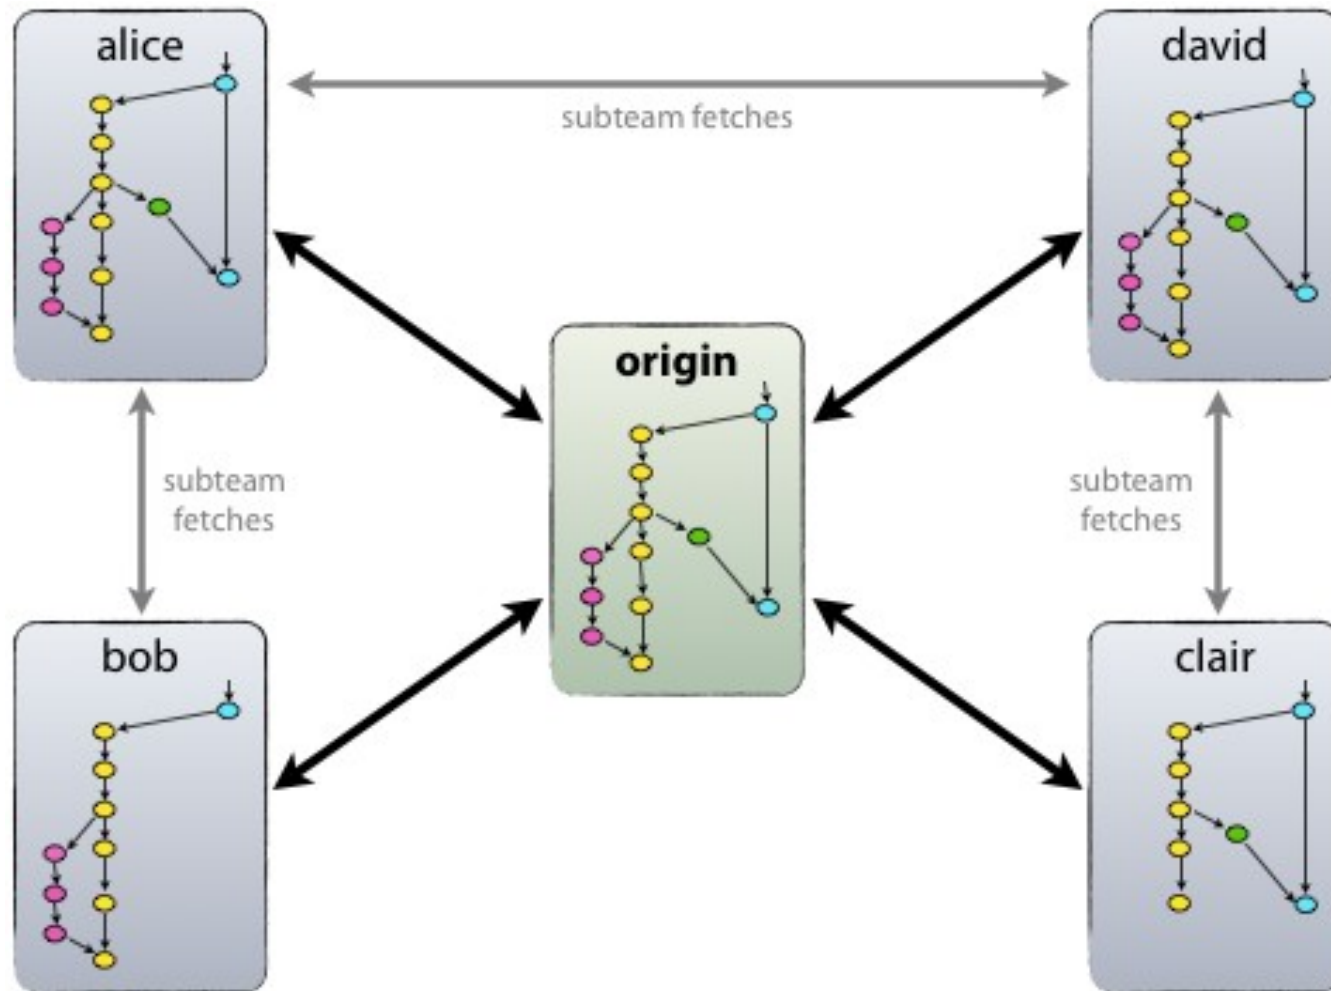 alice
david
subteam fetches
origin
subteam
fetches
subteam
fetches
bob
clair